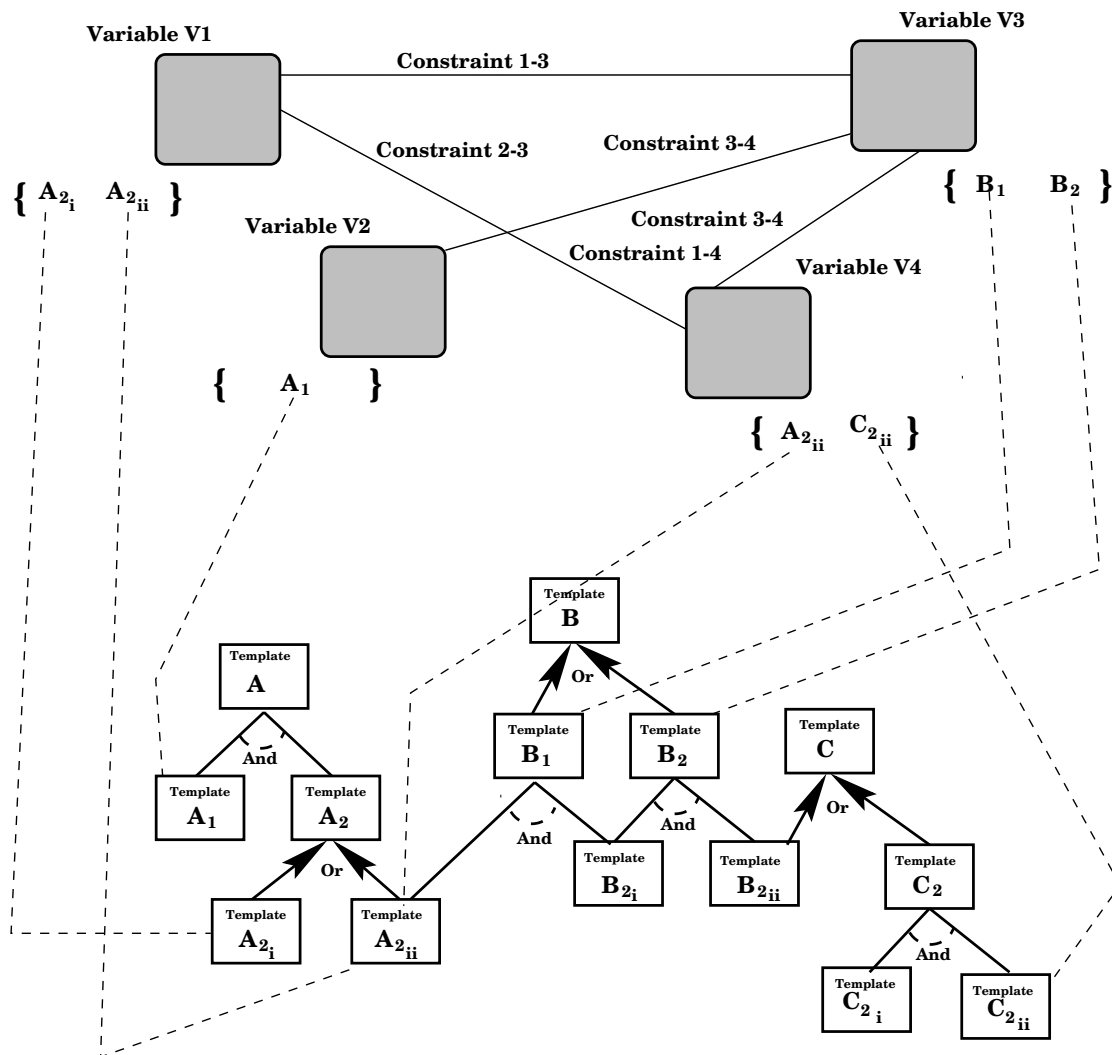 Variable V3
Variable V1
Constraint 1-3
Constraint 2-3
Constraint 3-4
{ A2i A2ii }
{ B1 B2 }
Variable V2
Constraint 3-4
Constraint 1-4
Variable V4
{ A1 }
{ A2ii C2ii }
Template
B
Template
A
Or
Template
B1
Template
B2
Template
C
And
Template
A1
Template
A2
Or
And
And
Template
B2i
Template
B2ii
Template
C2
Or
Template
A2i
Template
A2ii
And
Template
C2i
Template
C2ii